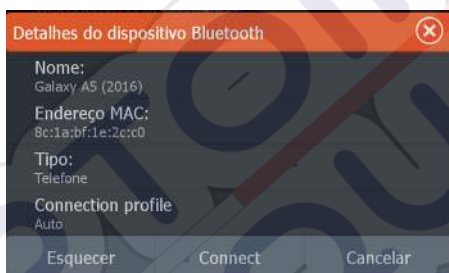 Detalhes do dispositivo Bluetooth
Nome:
Galaxy A5 (2016)
Endereço MAC:
8c:1a:bf:1e:2c:c0
Tipo:
Telefone
Connection profile
Auto
Esquecer Connect Cancelar